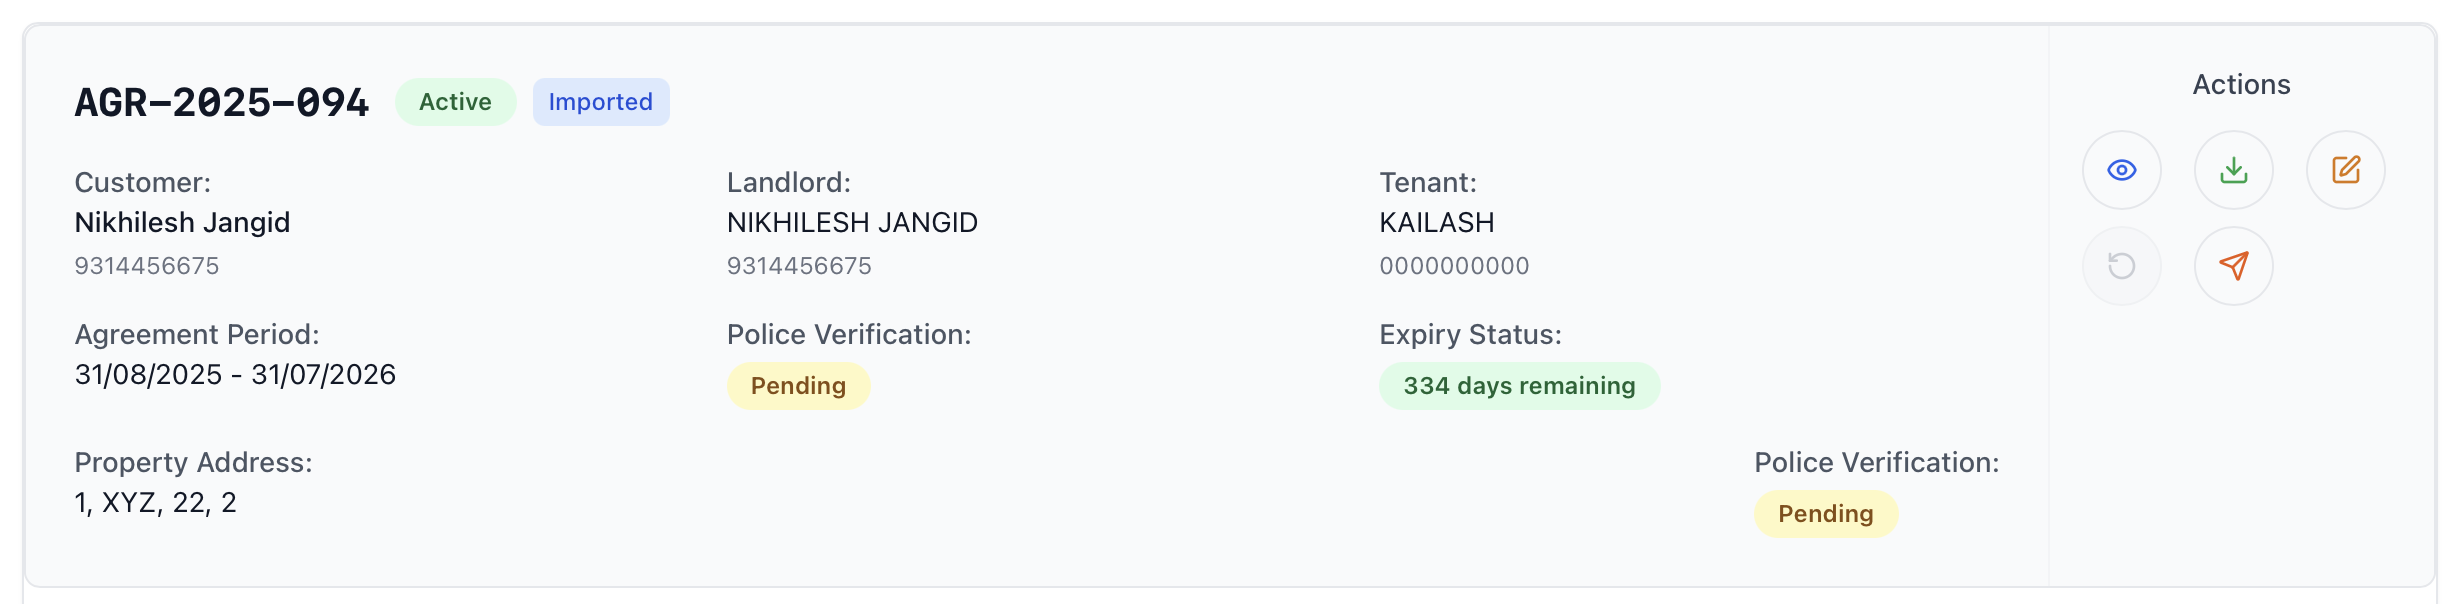 AGR-2025-094 Active Imported
Actions
Customer: Landlord: Tenant:
Nikhilesh Jangid NIKHILESH JANGID KAILASH
9314456675 9314456675 0000000000
Agreement Period: Police Verification: Expiry Status:
31/08/2025 - 31/07/2026 Pending 334 days remaining
Property Address: Police Verification:
1, XYZ, 22, 2 Pending